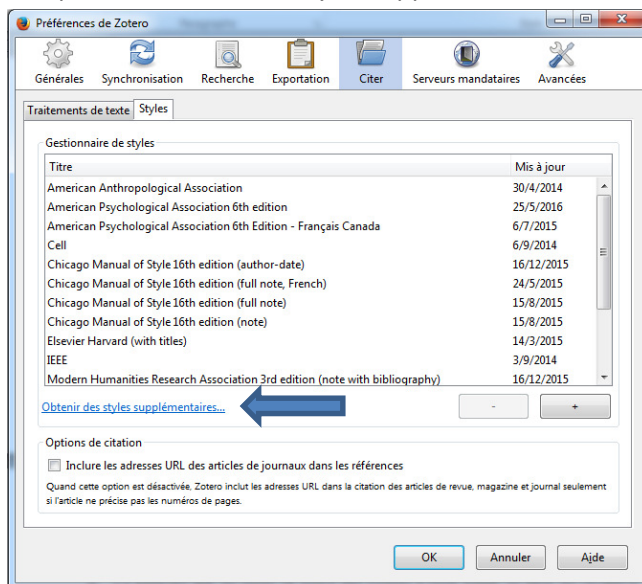 Préférences de Zotero
Générales Synchronisation Recherche Exportation Citer Serveurs mandataires Avancées
Traitements de texte Styles
Gestionnaire de styles
Titre Mis à jour
American Anthropological Association 30/4/2014
American Psychological Association 6th edition 25/5/2016
American Psychological Association 6th Edition - Français Canada 6/7/2015
Cell 6/9/2014
Chicago Manual of Style 16th edition (author-date) 16/12/2015
Chicago Manual of Style 16th edition (full note, French) 24/5/2015
Chicago Manual of Style 16th edition (full note) 15/8/2015
Chicago Manual of Style 16th edition (note) 15/8/2015
Elsevier Harvard (with titles) 14/3/2015
IEEE 3/9/2014
Modern Humanities Research Association 3rd edition (note with bibliography) 16/12/2015
Obtenir des styles supplémentaires... - +
Options de citation
Inclure les adresses URL des articles de journaux dans les références
Quand cette option est désactivée, Zotero inclut les adresses URL dans la citation des articles de revue, magazine et journal seulement
si l'article ne précise pas les numéros de pages.
OK Annuler Aide